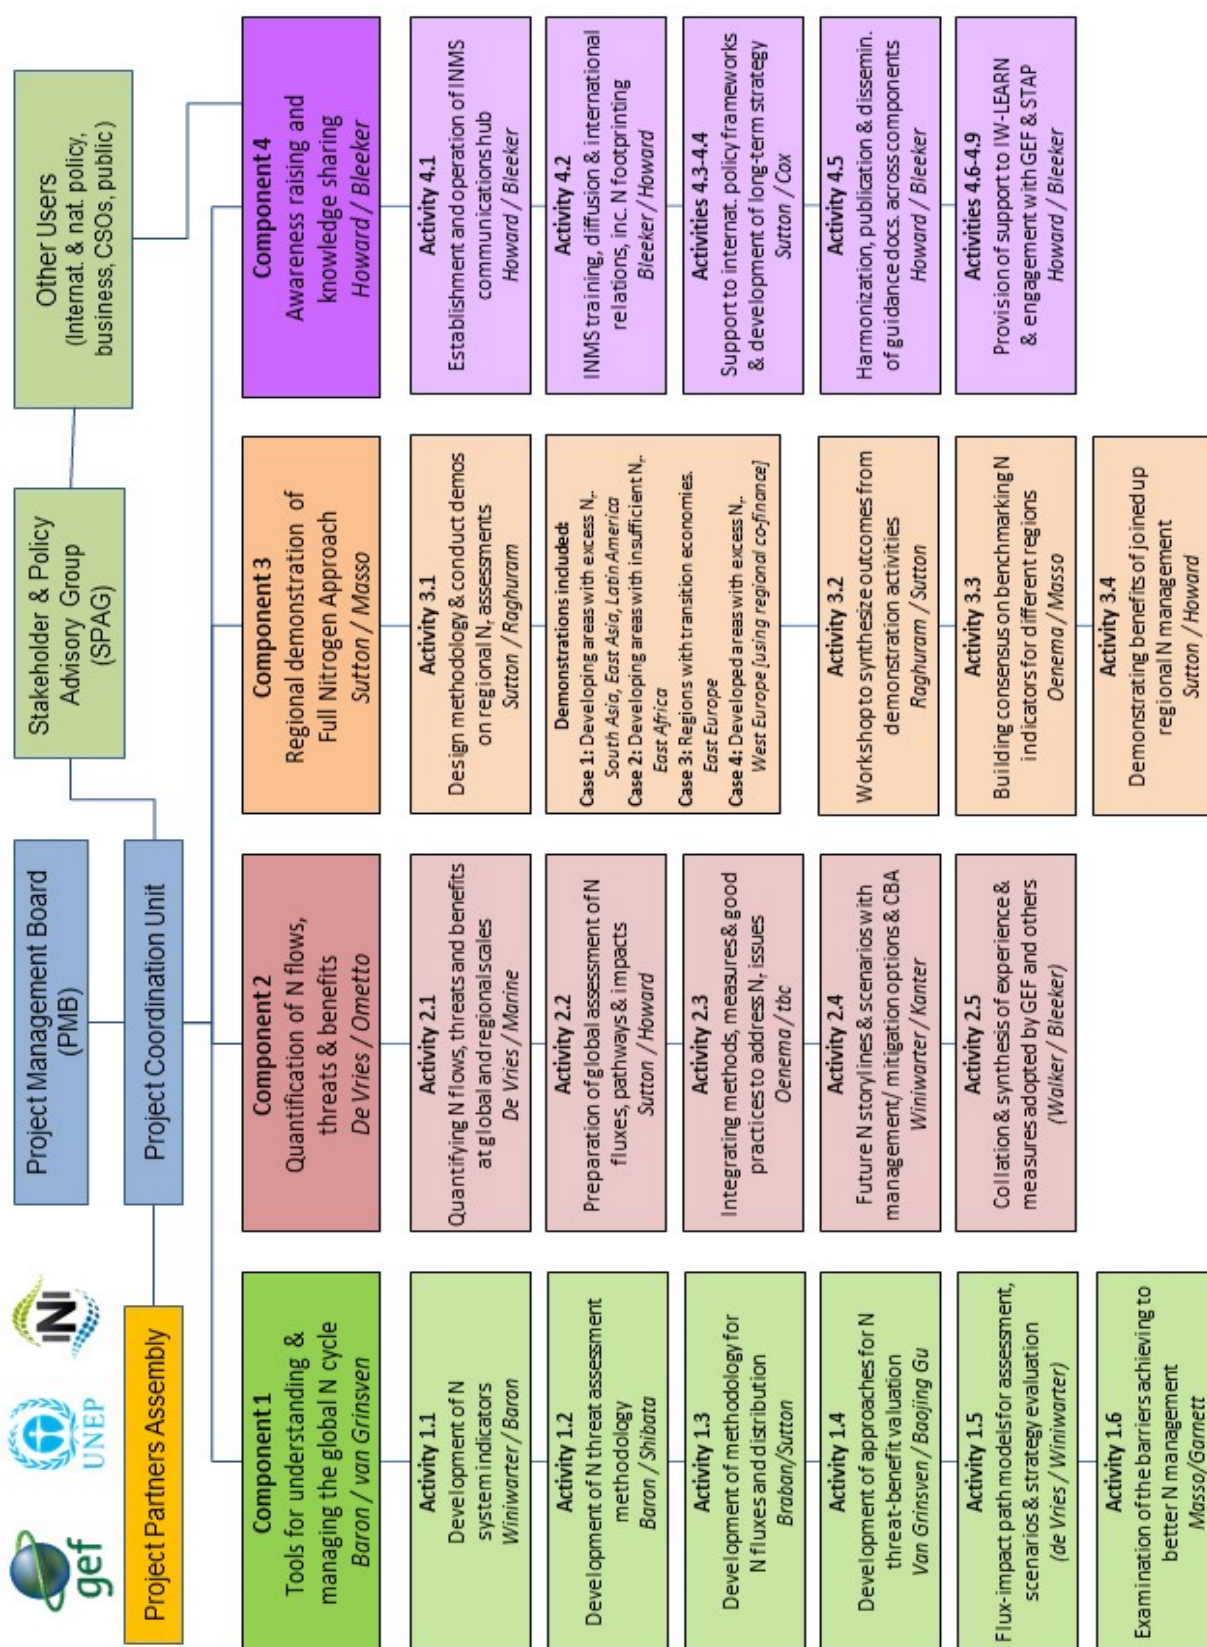 gef
UNEP
INI
Project Partners Assembly
Project Management Board
(PMB)
Project Coordination Unit
Stakeholder & Policy
Advisory Group
(SPAG)
Other Users
(Internat. & nat. policy,
business, CSOs, public )
Component 1
Tools for understanding &
managing the global N cycle
Baron / van Grinsven
Activity 1.1
Development of N
system indicators
Winiwarter / Baron
Activity 1.2
Development of N threat assessment
methodology
Baron / Shibata
Activity 1.3
Development of methodology for
N fluxes and distribution
Braban/Sutton
Activity 1.4
Development of approaches for N
threat-benefit valuation
Van Grinsven / Baojing Gu
Activity 1.5
Flux-impact path models for assessment,
scenarios & strategy evaluation
(de Vries / Winiwarter)
Activity 1.6
Examination of the barriers achieving to
better N management
Masso/Garnett
Component 2
Quantification of N flows,
threats & benefits
De Vries / Ometto
Activity 2.1
Quantifying N flows, threats and benefits
at global and regional scales
De Vries / Marine
Activity 2.2
Preparation of global assessment of N
fluxes, pathways & impacts
Sutton / Howard
Activity 2.3
Integrating methods, measures & good
practices to address Nr issues
Oenema / tbc
Activity 2.4
Future N storylines & scenarios with
management/ mitigation options & CBA
Winiwarter / Kanter
Activity 2.5
Collation & synthesis of experience &
measures adopted by GEF and others
(Walker / Bleeker)
Component 3
Regional demonstration of
Full Nitrogen Approach
Sutton / Masso
Activity 3.1
Design methodology & conduct demos
on regional Nr assessments
Sutton / Raghuram
Demonstrations included:
Case 1: Developing areas with excess Nr.
South Asia, East Asia, Latin America
Case 2: Developing areas with insufficient Nr.
East Africa
Case 3: Regions with transition economies.
East Europe
Case 4: Developed areas with excess Nr.
West Europe [using regional co-finance]
Activity 3.2
Workshop to synthesize outcomes from
demonstration activities
Raghuram / Sutton
Activity 3.3
Building consensus on benchmarking N
indicators for different regions
Oenema / Masso
Activity 3.4
Demonstrating benefits of joined up
regional N management
Sutton / Howard
Component 4
Awareness raising and
knowledge sharing
Howard / Bleeker
Activity 4.1
Establishment and operation of INMS
communications hub
Howard / Bleeker
Activity 4.2
INMS training, diffusion & international
relations, inc. N footprinting
Bleeker / Howard
Activities 4.3-4.4
Support to internat. policy frameworks
& development of long-term strategy
Sutton / Cox
Activity 4.5
Harmonization, publication & dissemin.
of guidance docs. across components
Howard / Bleeker
Activities 4.6-4.9
Provision of support to IW-LEARN
& engagement with GEF & STAP
Howard / Bleeker